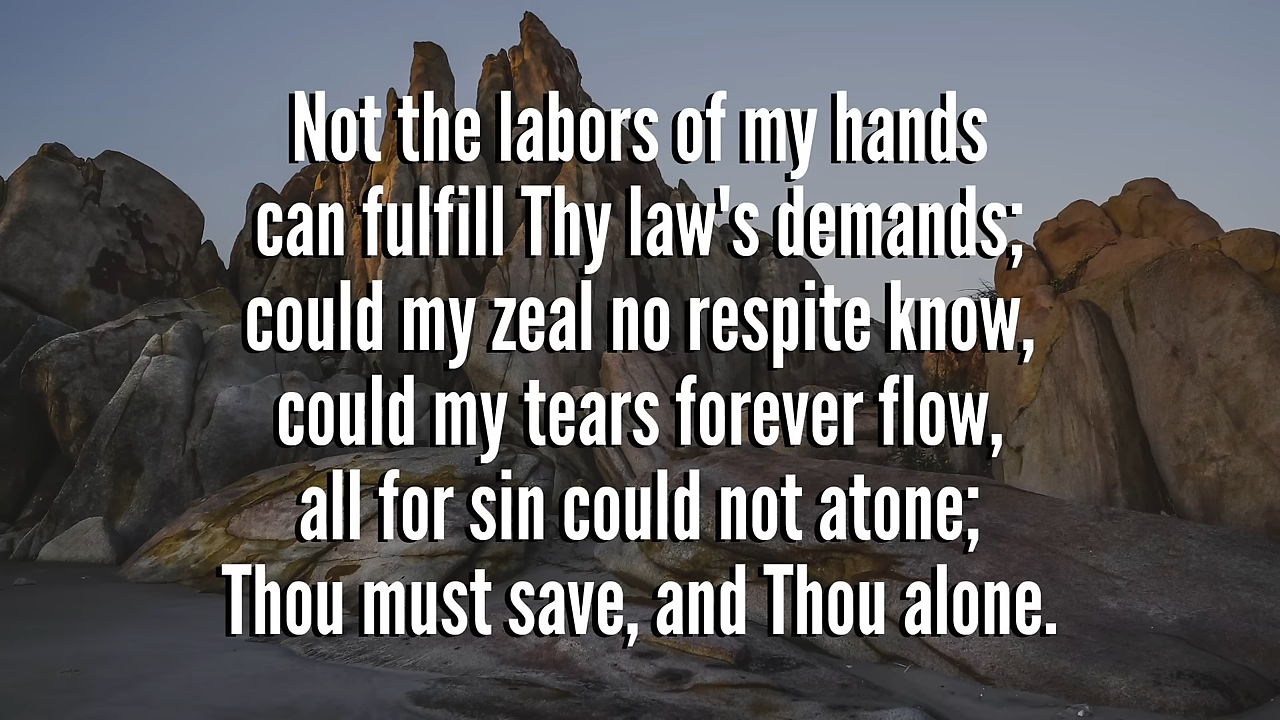 Not the labors of my hands
can fulfill Thy law's demands;
could my zeal no respite know,
could my tears forever flow,
all for sin could not atone;
Thou must save, and Thou alone.